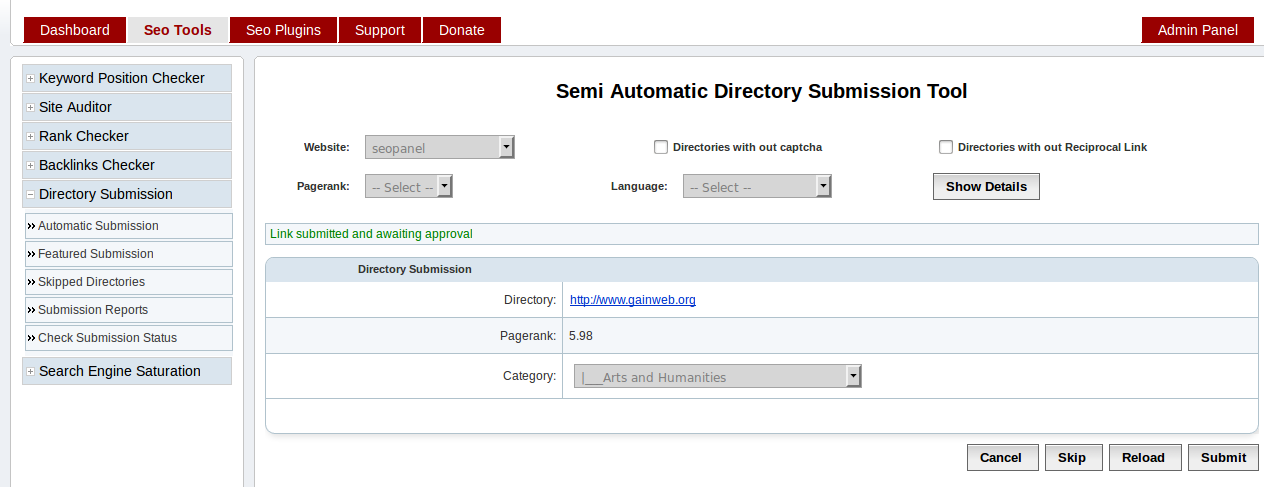 Dashboard Seo Tools Seo Plugins Support Donate Admin Panel
Keyword Position Checker
Site Auditor
Rank Checker
Backlinks Checker
Directory Submission
Automatic Submission
Featured Submission
Skipped Directories
Submission Reports
Check Submission Status
Search Engine Saturation
Semi Automatic Directory Submission Tool
Website: seopanel Directories with out captcha Directories with out Reciprocal Link
Pagerank: -- Select -- Language: -- Select -- Show Details
Link submitted and awaiting approval
Directory Submission
Directory: http://www.gainweb.org
Pagerank: 5.98
Category: |___Arts and Humanities
Cancel Skip Reload Submit